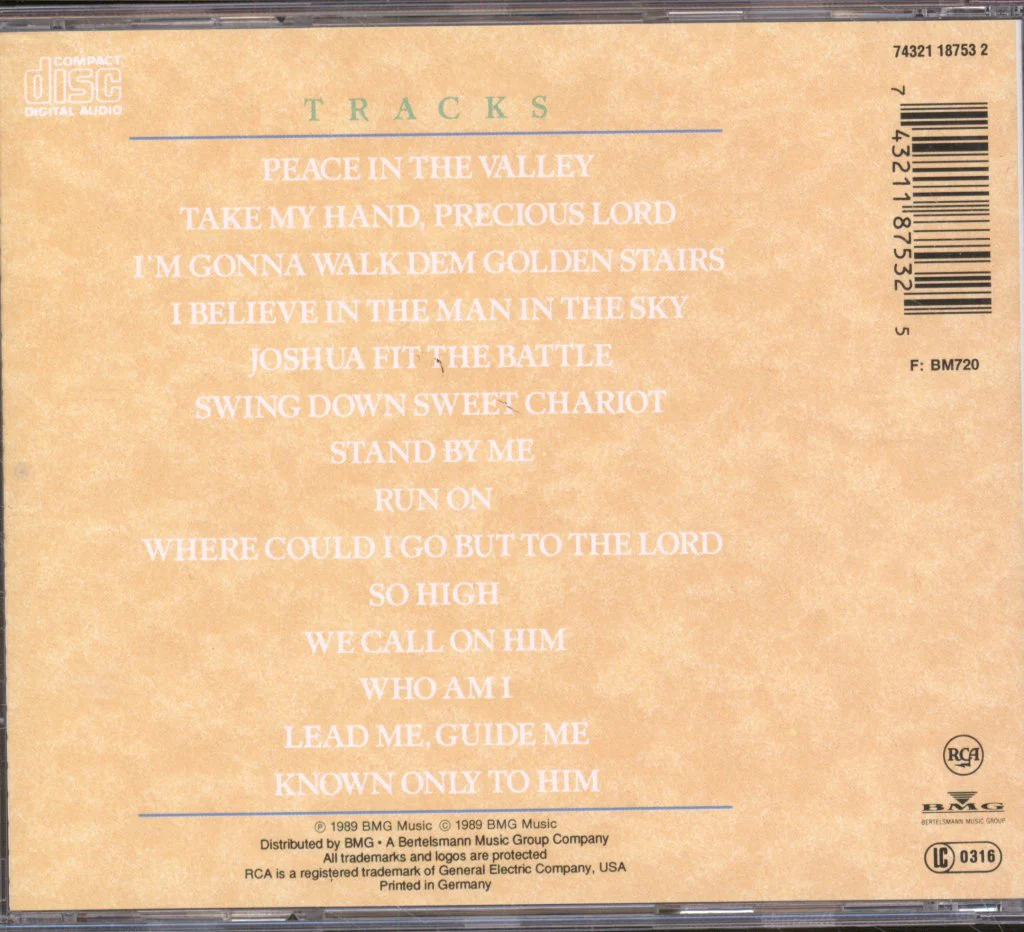 COMPACT
disc
DIGITAL AUDIO
74321 18753 2
7 43211 87532 5
F: BM720
TRACKS
PEACE IN THE VALLEY
TAKE MY HAND, PRECIOUS LORD
I'M GONNA WALK DEM GOLDEN STAIRS
I BELIEVE IN THE MAN IN THE SKY
JOSHUA FIT THE BATTLE
SWING DOWN SWEET CHARIOT
STAND BY ME
RUN ON
WHERE COULD I GO BUT TO THE LORD
SO HIGH
WE CALL ON HIM
WHO AM I
LEAD ME, GUIDE ME
KNOWN ONLY TO HIM
℗ 1989 BMG Music © 1989 BMG Music
Distributed by BMG • A Bertelsmann Music Group Company
All trademarks and logos are protected
RCA is a registered trademark of General Electric Company, USA
Printed in Germany
RCA
BMG
BERTELSMANN MUSIC GROUP
LC 0316